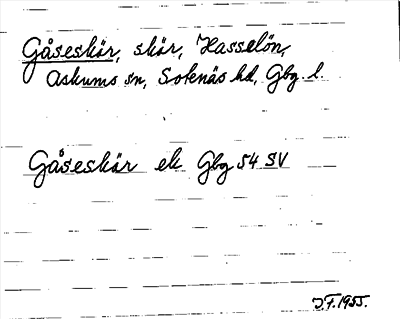 Gåseskär, skär, Hasselön,
Askums sn, Sotenäs hd, Gbg. l.
Gåseskär ek Gbg 54 SV
J.F. 1955.